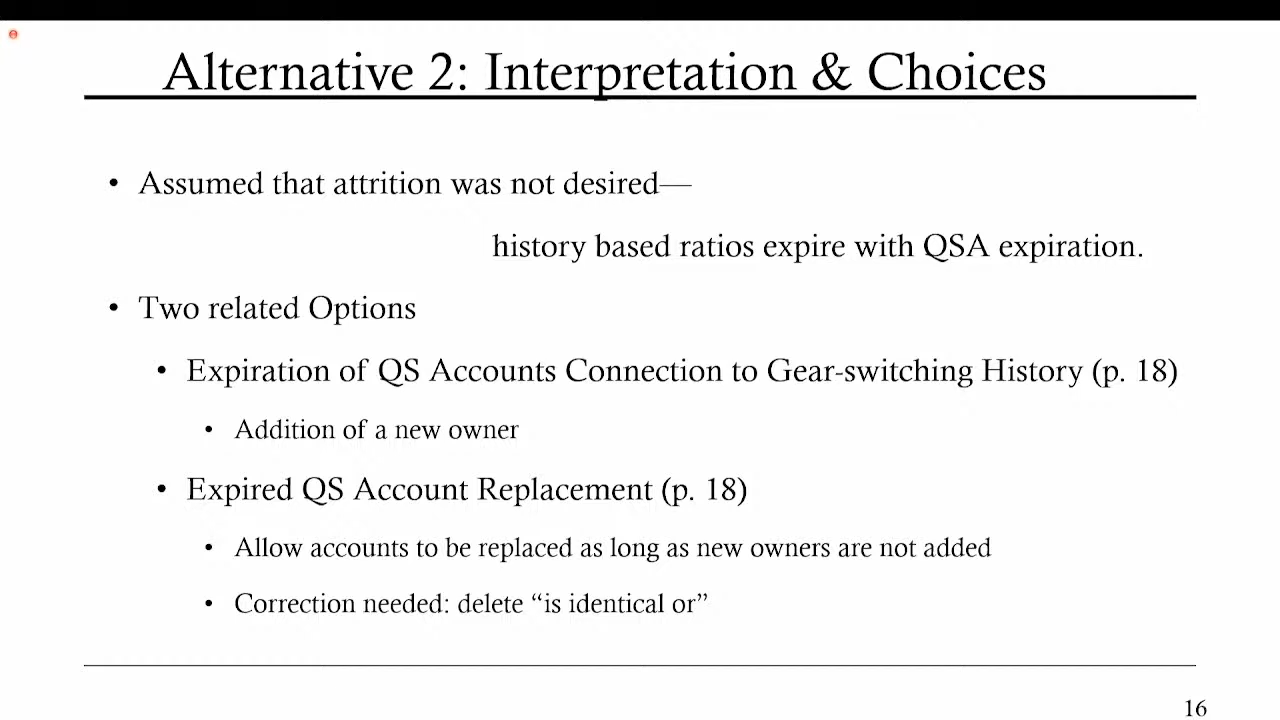 Alternative 2: Interpretation & Choices
• Assumed that attrition was not desired—
history based ratios expire with QSA expiration.
• Two related Options
• Expiration of QS Accounts Connection to Gear-switching History (p. 18)
• Addition of a new owner
• Expired QS Account Replacement (p. 18)
• Allow accounts to be replaced as long as new owners are not added
• Correction needed: delete “is identical or”
16